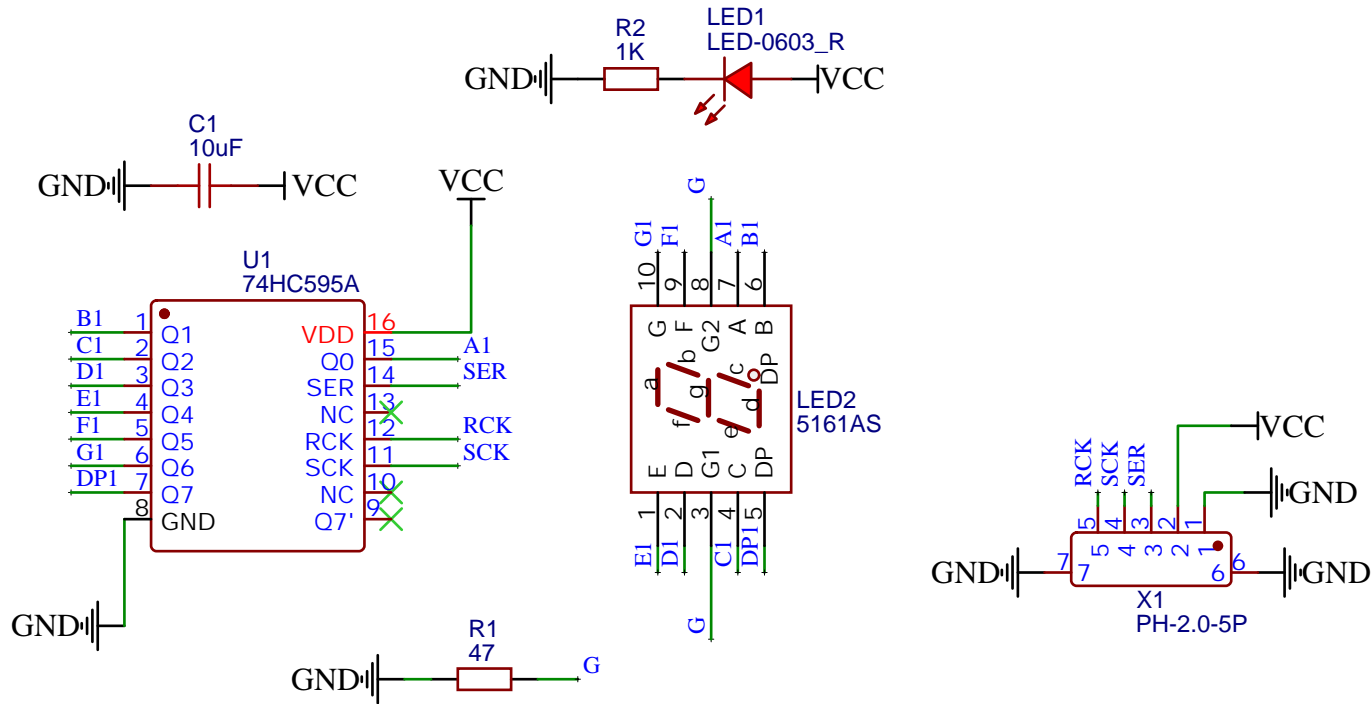 LED1
LED-0603_R
R2
1K
GND
VCC
C1
10uF
GND
VCC
VCC
U1
74HC595A
B1 1 Q1
C1 2 Q2
D1 3 Q3
E1 4 Q4
F1 5 Q5
G1 6 Q6
DP1 7 Q7
8 GND
VDD 16
Q0 15 A1
SER 14 SER
NC 13
RCK 12 RCK
SCK 11 SCK
NC 10
Q7' 9
GND
R1
47
GND
G
G
G1 F1 A1 B1
10 9 8 7 6
G F G2 A B
a b c DP
f g e d
E D G1 C DP
1 2 3 4 5
E1 D1 C1 DP1
G
LED2
5161AS
VCC
GND
RCK SCK SER
5 4 3 2 1
5 4 3 2 1
GND
7 7
6 6
GND
X1
PH-2.0-5P